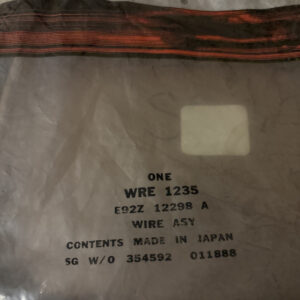 ONE
WRE 1235
E92Z 12298 A
WIRE ASY
CONTENTS MADE IN JAPAN
SG W/O 354592 011888